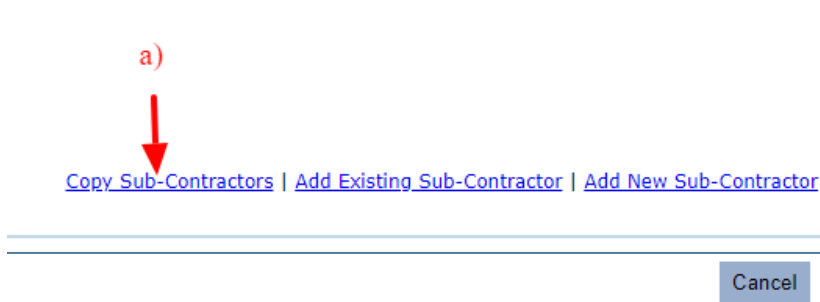 a)
Copy Sub-Contractors | Add Existing Sub-Contractor | Add New Sub-Contractor
Cancel